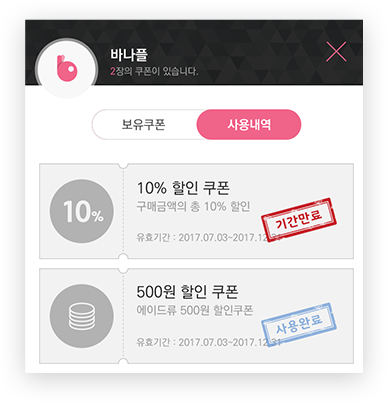 바나플
2장의 쿠폰이 있습니다.
보유쿠폰
사용내역
10%
10% 할인 쿠폰
구매금액의 총 10% 할인
유효기간 : 2017.07.03~2017.12.
기간만료
500원 할인 쿠폰
에이드류 500원 할인쿠폰
유효기간 : 2017.07.03~2017.12.31
사용완료